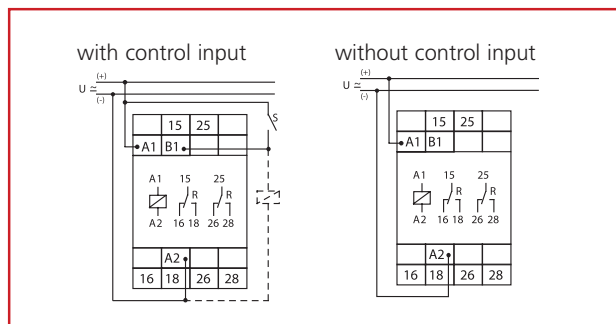 with control input
without control input
(+)
U ≂
(-)
S
15 25
A1 B1
A1 15 25
R R
A2 16 18 26 28
A2
16 18 26 28
(+)
U ≂
(-)
15 25
A1 B1
A1 15 25
R R
A2 16 18 26 28
A2
16 18 26 28